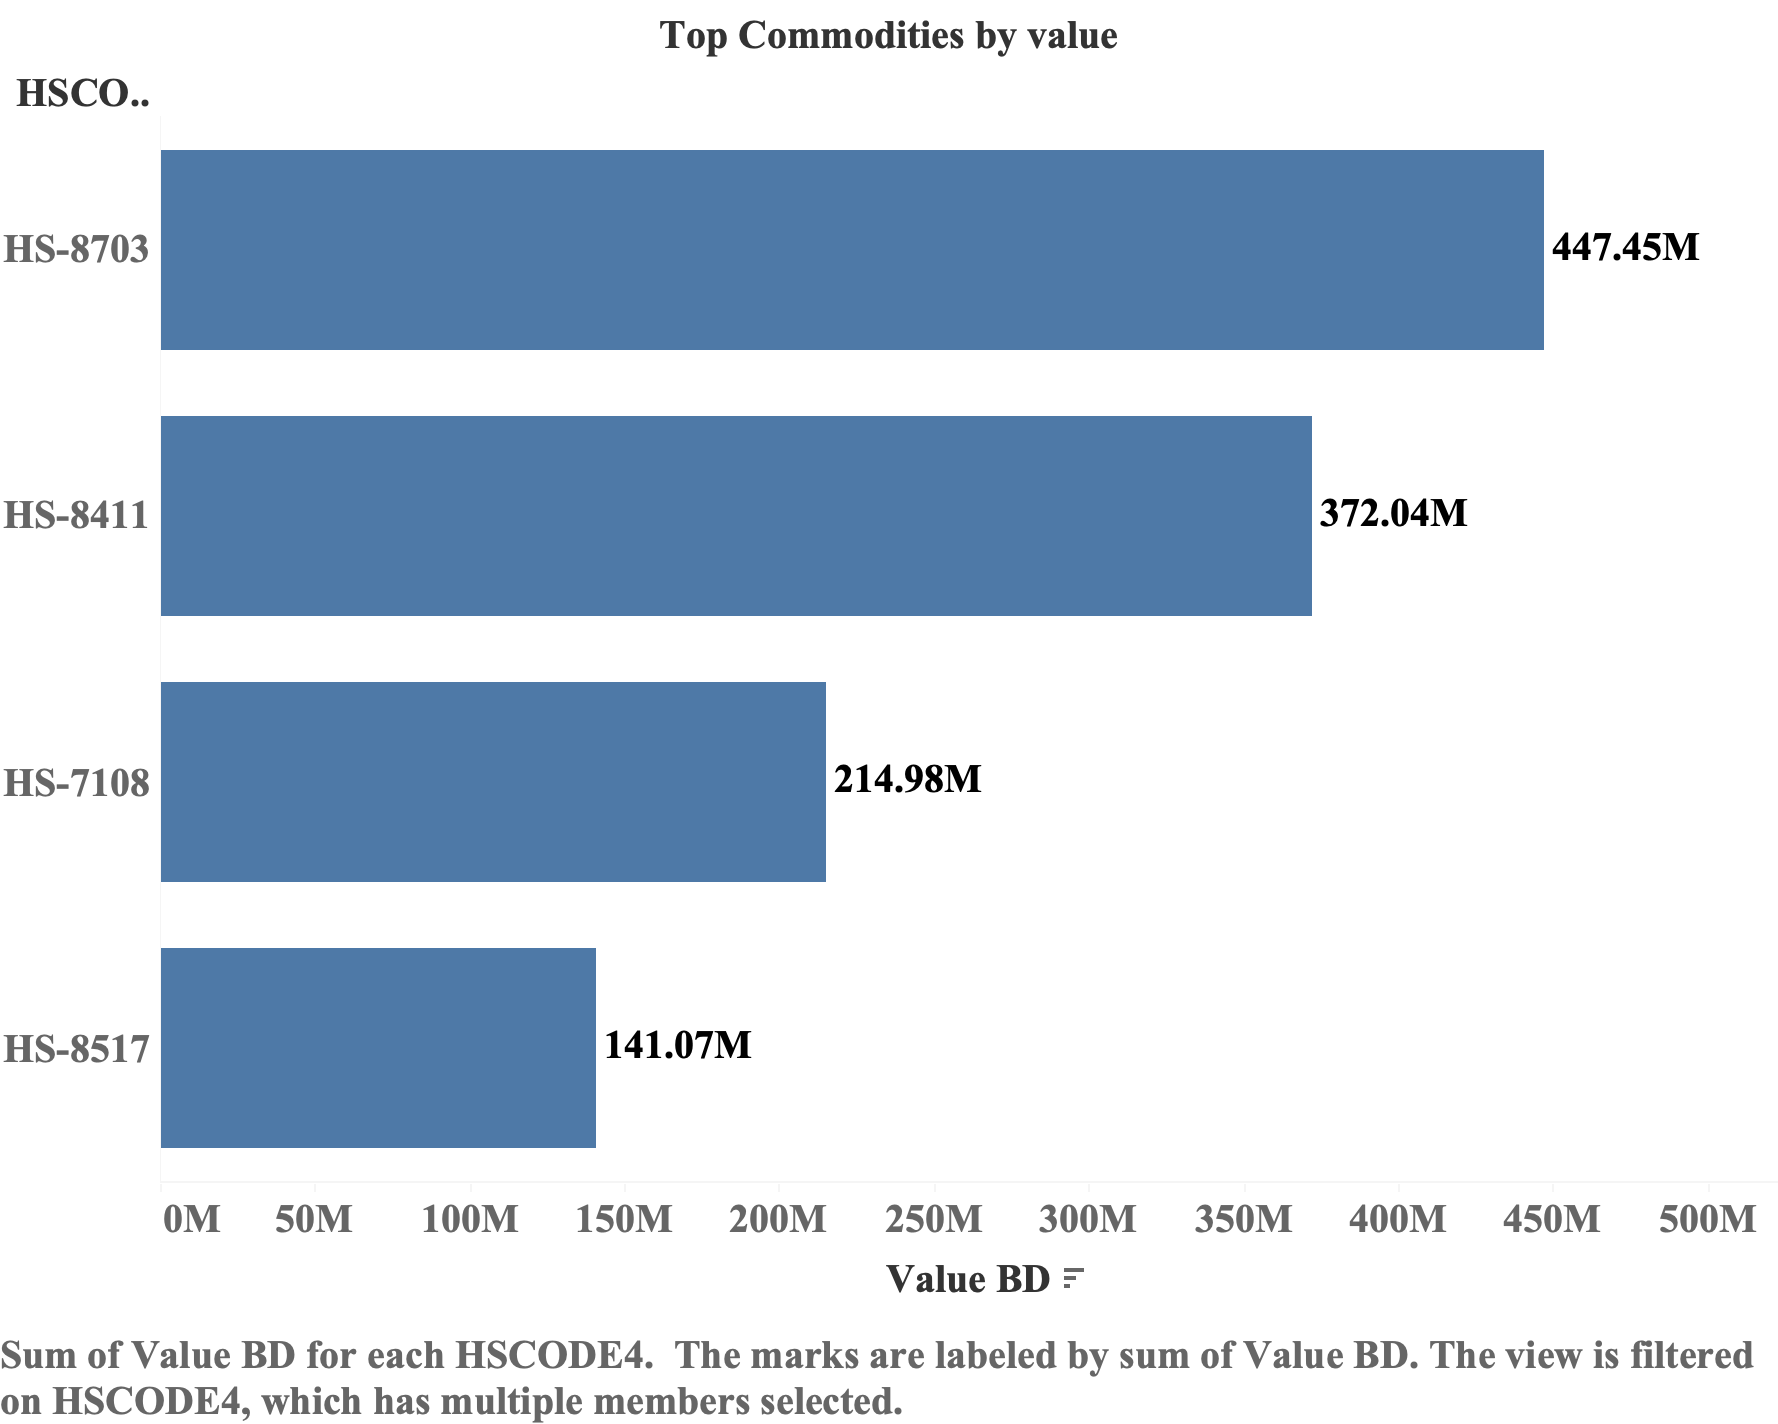 Top Commodities by value
HSCO..
HS-8703
447.45M
HS-8411
372.04M
HS-7108
214.98M
HS-8517
141.07M
0M 50M 100M 150M 200M 250M 300M 350M 400M 450M 500M
Value BD
Sum of Value BD for each HSCODE4.  The marks are labeled by sum of Value BD. The view is filtered
on HSCODE4, which has multiple members selected.